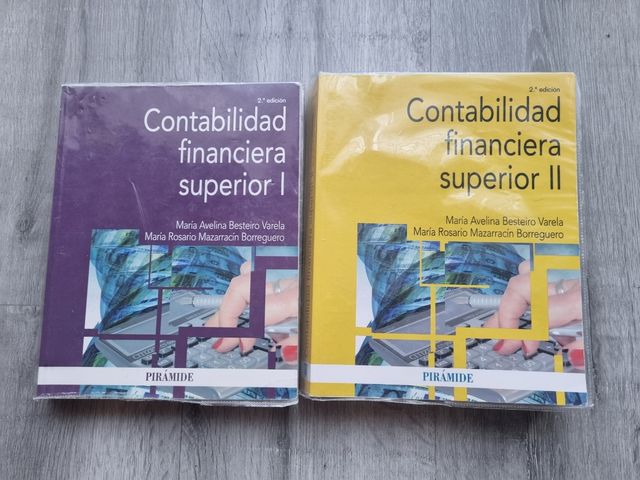 2.ª edición
Contabilidad
financiera
superior I
María Avelina Besteiro Varela
María Rosario Mazarracín Borreguero
PIRÁMIDE
2.ª edición
Contabilidad
financiera
superior II
María Avelina Besteiro Varela
María Rosario Mazarracín Borreguero
PIRÁMIDE